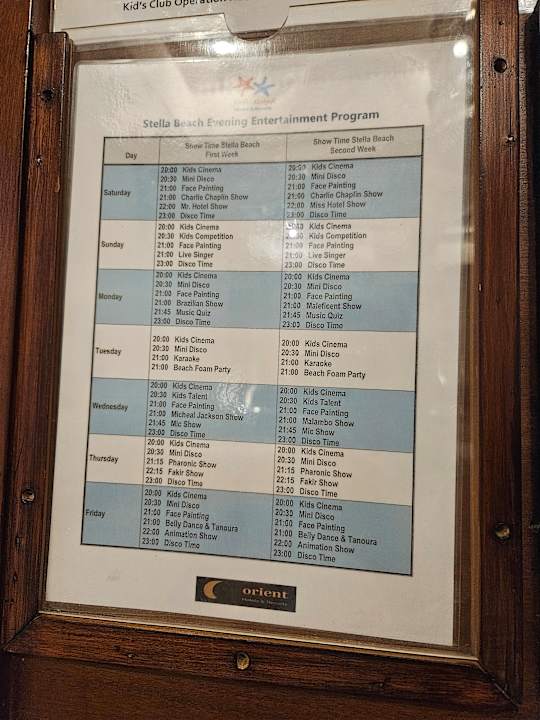 Kid's Club Operation
Stella Beach Evening Entertainment Program
Day
Show Time Stella Beach
First Week
Show Time Stella Beach
Second Week
Saturday
20:00 Kids Cinema
20:30 Mini Disco
21:00 Face Painting
21:00 Charlie Chaplin Show
22:00 Mr. Hotel Show
23:00 Disco Time
20:00 Kids Cinema
20:30 Mini Disco
21:00 Face Painting
21:00 Charlie Chaplin Show
22:00 Miss Hotel Show
23:00 Disco Time
Sunday
20:00 Kids Cinema
20:30 Kids Competition
21:00 Face Painting
21:00 Live Singer
23:00 Disco Time
Kids Cinema
Kids Competition
21:00 Face Painting
21:00 Live Singer
23:00 Disco Time
Monday
20:00 Kids Cinema
20:30 Mini Disco
21:00 Face Painting
21:00 Brazilian Show
21:45 Music Quiz
23:00 Disco Time
20:00 Kids Cinema
20:30 Mini Disco
21:00 Face Painting
21:00 Maleficent Show
21:45 Music Quiz
23:00 Disco Time
Tuesday
20:00 Kids Cinema
20:30 Mini Disco
21:00 Karaoke
21:00 Beach Foam Party
20:00 Kids Cinema
20:30 Mini Disco
21:00 Karaoke
21:00 Beach Foam Party
Wednesday
20:00 Kids Cinema
20:30 Kids Talent
21:00 Face Painting
21:00 Micheal Jackson Show
21:45 Mic Show
23:00 Disco Time
20:00 Kids Cinema
20:30 Kids Talent
21:00 Face Painting
21:00 Malambo Show
21:45 Mic Show
23:00 Disco Time
Thursday
20:00 Kids Cinema
20:30 Mini Disco
21:15 Pharonic Show
22:15 Fakir Show
23:00 Disco Time
20:00 Kids Cinema
20:30 Mini Disco
21:15 Pharonic Show
22:15 Fakir Show
23:00 Disco Time
Friday
20:00 Kids Cinema
20:30 Mini Disco
21:00 Face Painting
21:00 Belly Dance & Tanoura
22:00 Animation Show
23:00 Disco Time
20:00 Kids Cinema
20:30 Mini Disco
21:00 Face Painting
21:00 Belly Dance & Tanoura
22:00 Animation Show
23:00 Disco Time
orient
Hotels & Resorts